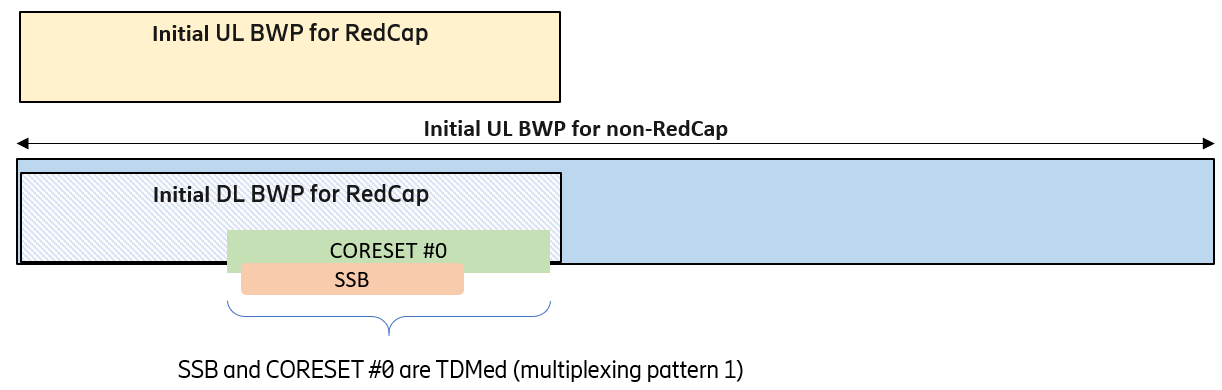 Initial UL BWP for RedCap
Initial UL BWP for non-RedCap
Initial DL BWP for RedCap
CORESET #0
SSB
SSB and CORESET #0 are TDMed (multiplexing pattern 1)